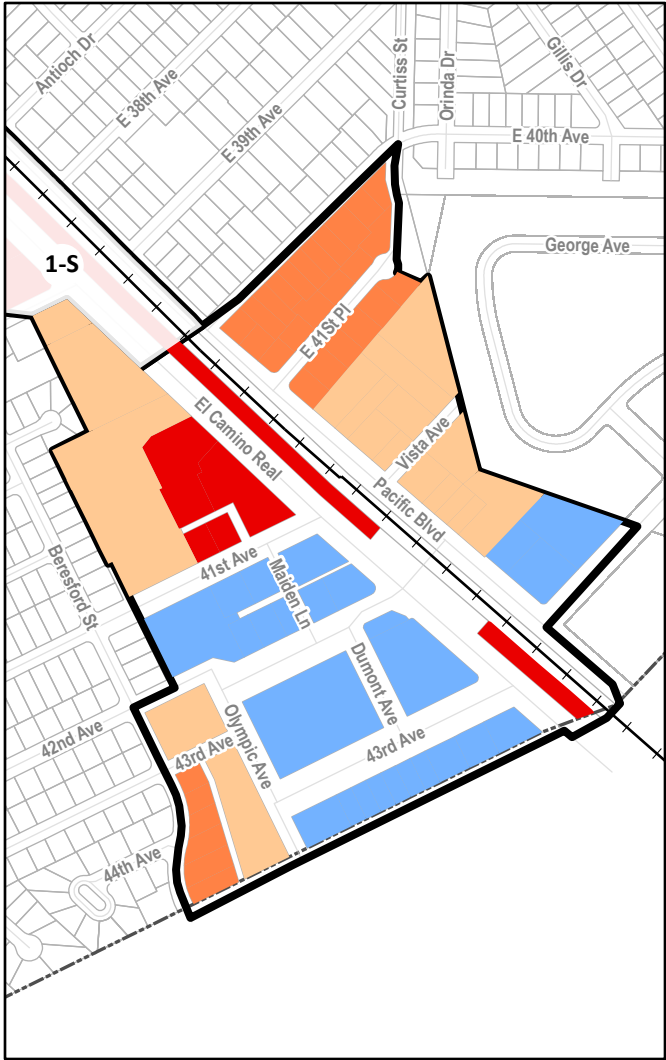 Antioch Dr
E 38th Ave
E 39th Ave
Curtiss St
Orinda Dr
Gillis Dr
E 40th Ave
George Ave
1-S
E 41St Pl
El Camino Real
Vista Ave
Pacific Blvd
41st Ave
Maiden Ln
Beresford St
Dumont Ave
Olympic Ave
42nd Ave
43rd Ave
43rd Ave
44th Ave